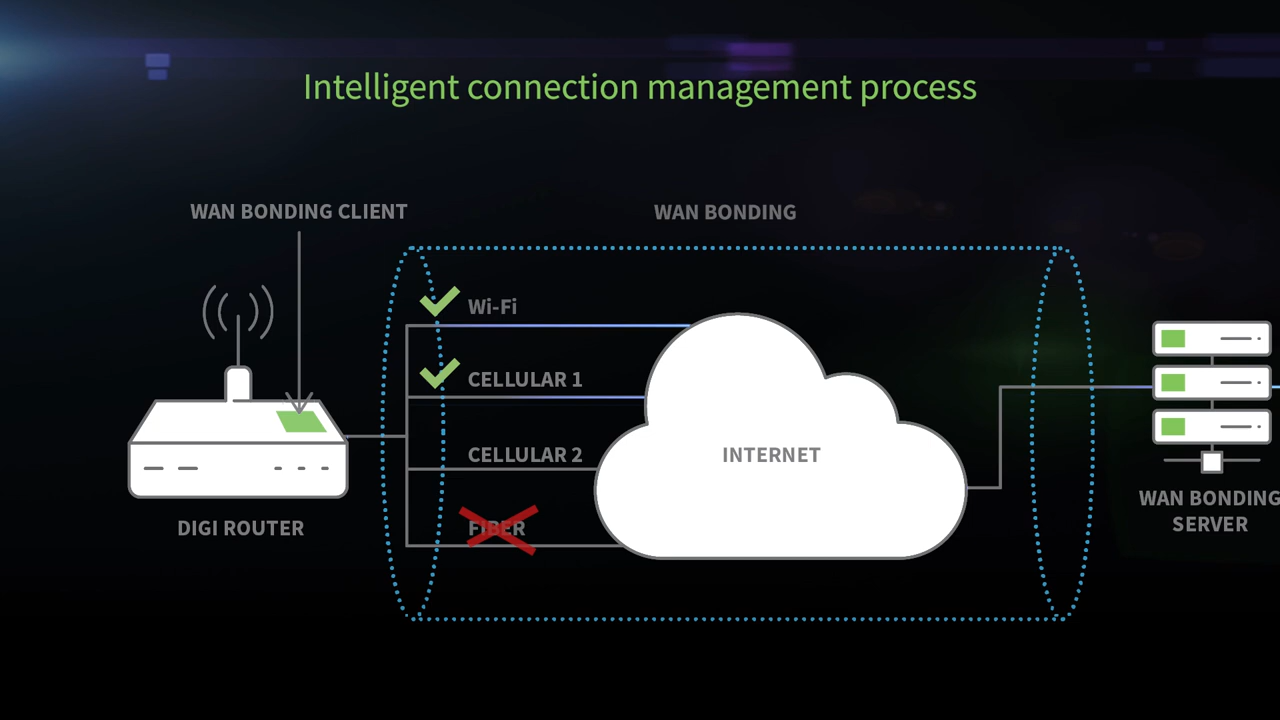 Intelligent connection management process
WAN BONDING CLIENT
WAN BONDING
Wi-Fi
CELLULAR 1
CELLULAR 2
INTERNET
FIBER
DIGI ROUTER
WAN BONDING
SERVER